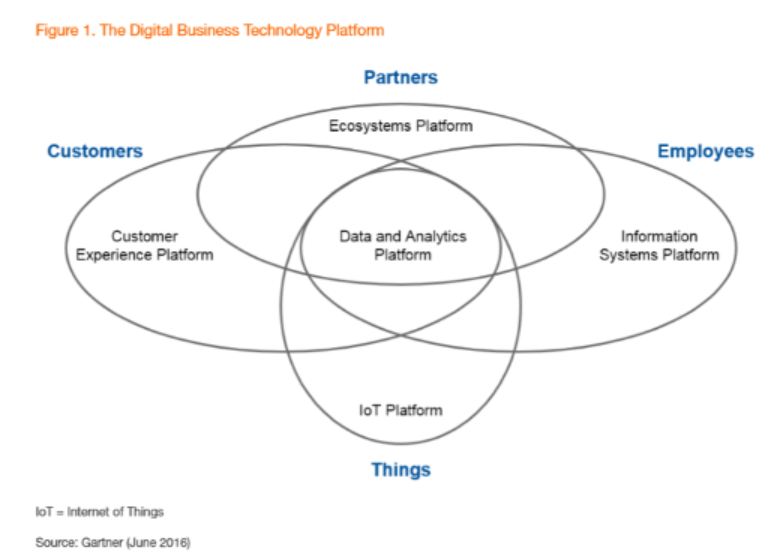 Figure 1. The Digital Business Technology Platform
Partners
Ecosystems Platform
Customers
Employees
Customer
Experience Platform
Data and Analytics
Platform
Information
Systems Platform
IoT Platform
Things
IoT = Internet of Things
Source: Gartner (June 2016)